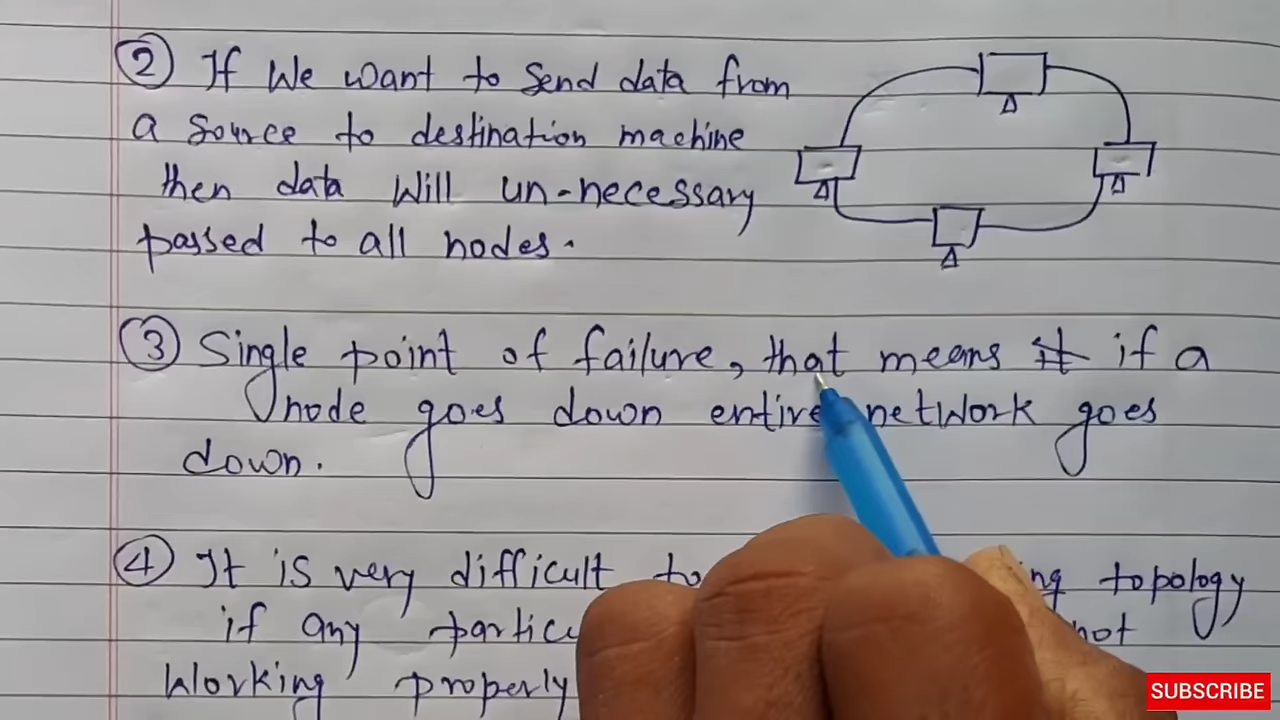 ② If We want to Send data from
a source to destination machine
then data will un-necessary
passed to all nodes.
③ Single point of failure, that means if a
node goes down entire network goes
down.
④ It is very difficult to ing topology
if any partic not
Working properly
SUBSCRIBE